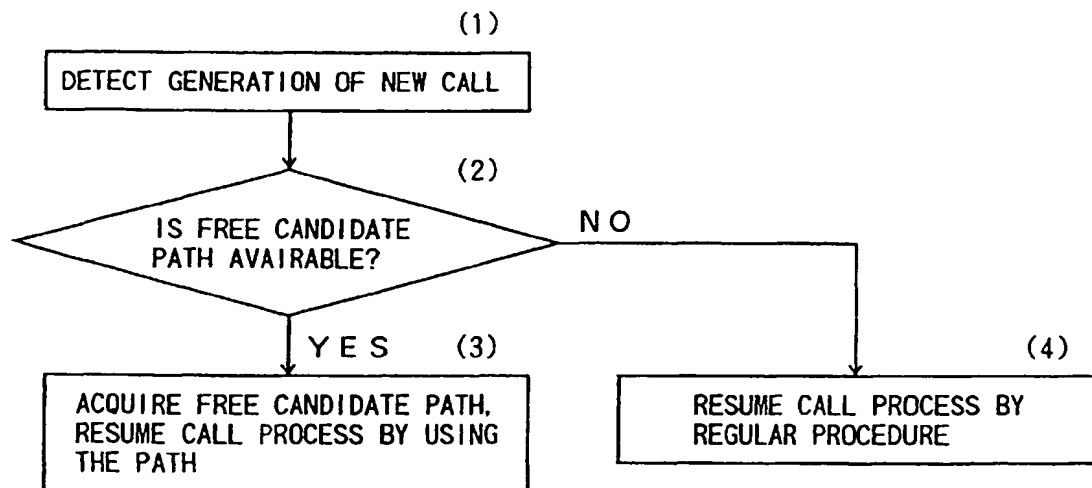 (1)
DETECT GENERATION OF NEW CALL
(2)
IS FREE CANDIDATE
PATH AVAIRABLE?
NO
YES
(3)
ACQUIRE FREE CANDIDATE PATH,
RESUME CALL PROCESS BY USING
THE PATH
(4)
RESUME CALL PROCESS BY
REGULAR PROCEDURE